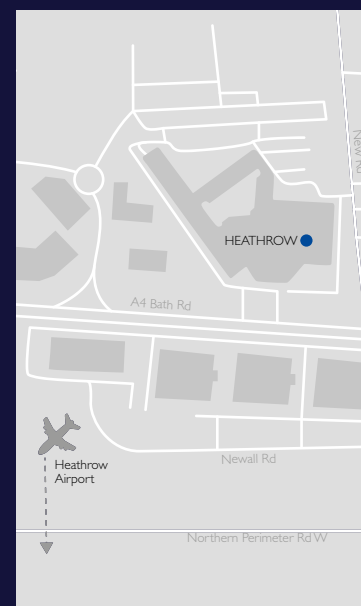 New Rd
HEATHROW
A4 Bath Rd
Heathrow
Airport
Newall Rd
Northern Perimeter Rd W